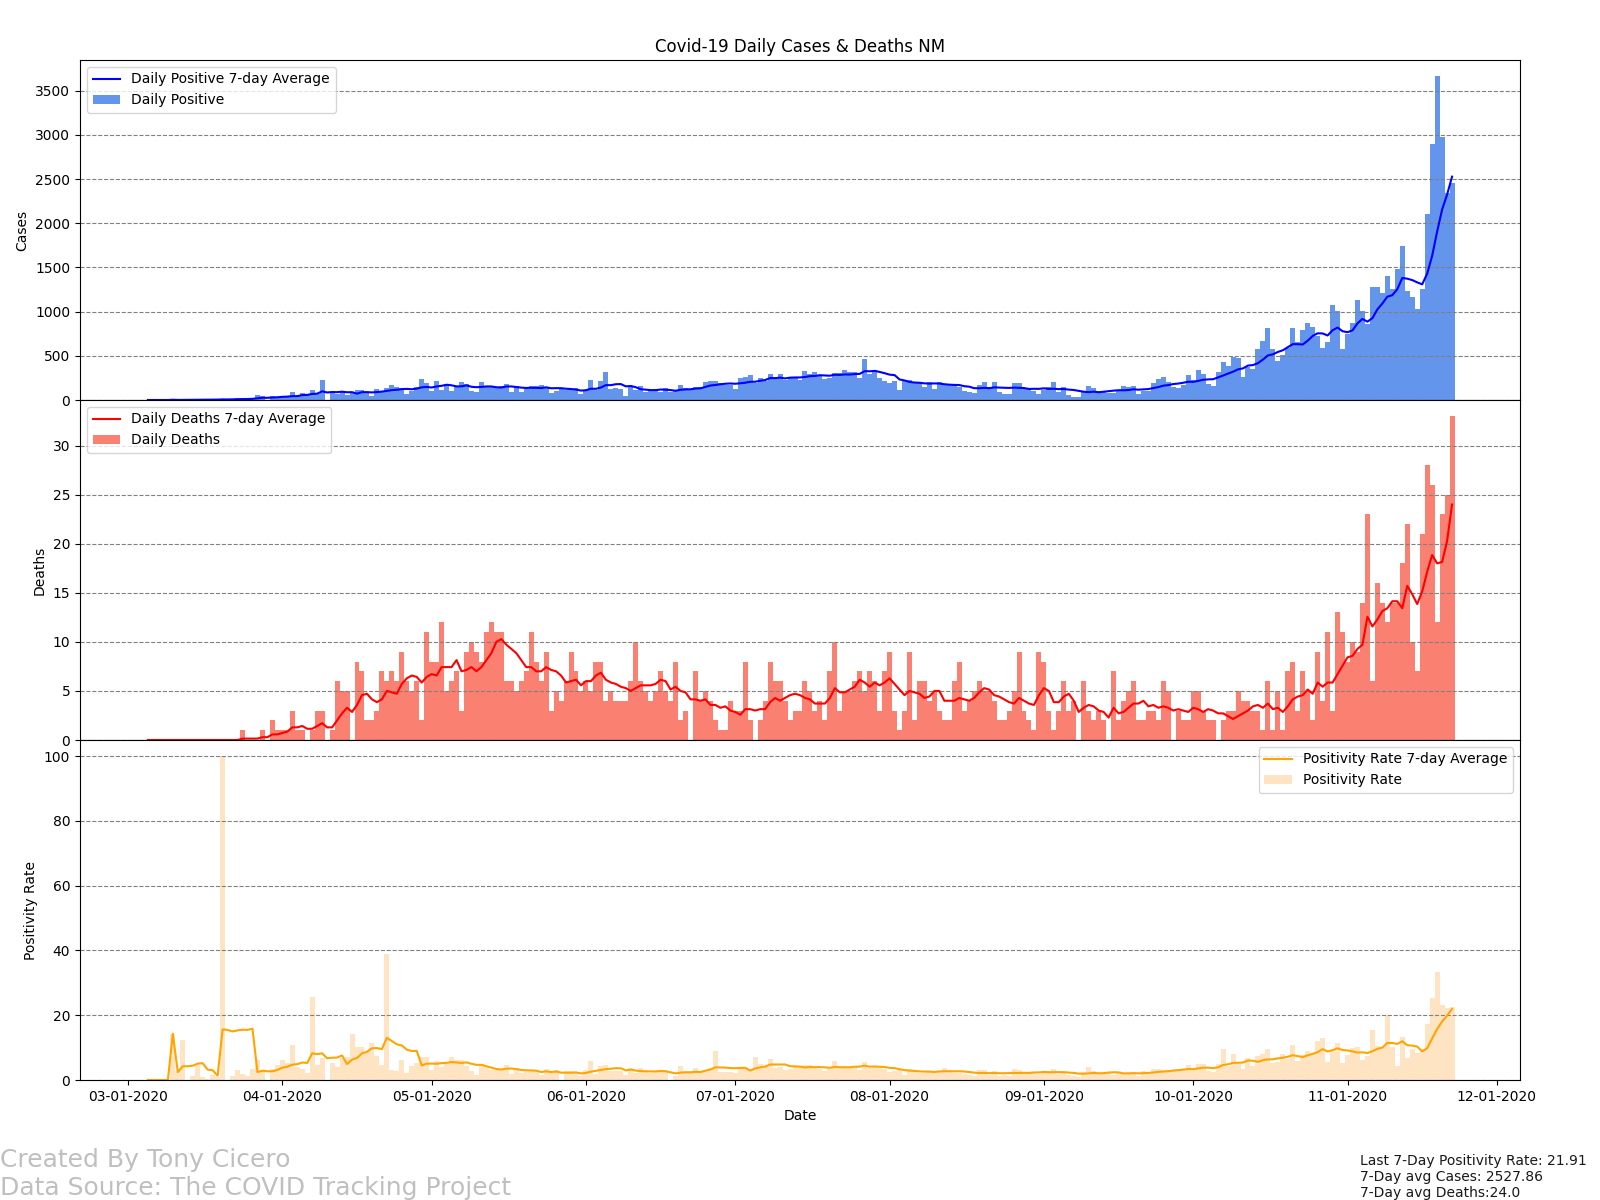 Covid-19 Daily Cases & Deaths NM
Daily Positive 7-day Average
Daily Positive
3500
3000
2500
2000
1500
1000
500
0
Cases
Daily Deaths 7-day Average
Daily Deaths
30
25
20
15
10
5
0
Deaths
Positivity Rate 7-day Average
Positivity Rate
100
80
60
40
20
0
Positivity Rate
03-01-2020 04-01-2020 05-01-2020 06-01-2020 07-01-2020 08-01-2020 09-01-2020 10-01-2020 11-01-2020 12-01-2020
Date
Created By Tony Cicero
Data Source: The COVID Tracking Project
Last 7-Day Positivity Rate: 21.91
7-Day avg Cases: 2527.86
7-Day avg Deaths:24.0